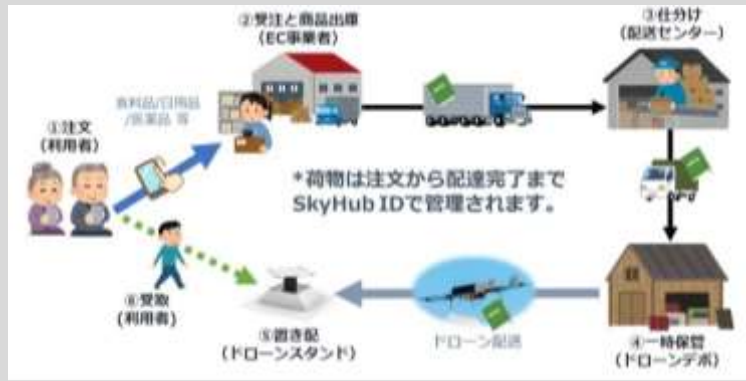 ①注文
(利用者)
食料品/日用品
/医薬品 等
②受注と商品出庫
(EC事業者)
③仕分け
(配送センター)
*荷物は注文から配達完了まで
SkyHub IDで管理されます。
④一時保管
(ドローンデポ)
ドローン配送
⑤置き配
(ドローンスタンド)
⑥受取
(利用者)